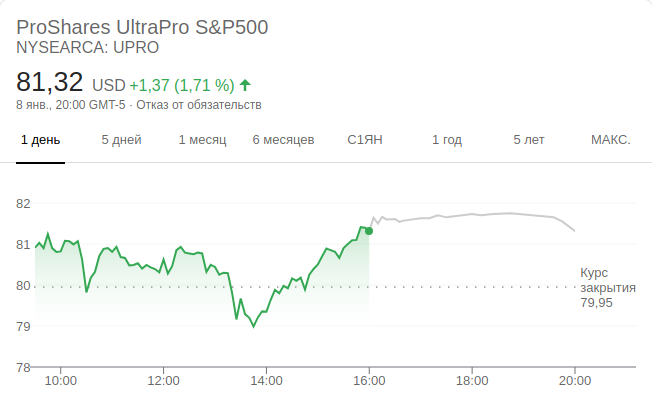 ProShares UltraPro S&P500
NYSEARCA: UPRO
81,32 USD +1,37 (1,71 %)
8 янв., 20:00 GMT-5 · Отказ от обязательств
1 день 5 дней 1 месяц 6 месяцев С1ЯН 1 год 5 лет МАКС.
82
81
80
79
78
Курс
закрытия
79,95
10:00 12:00 14:00 16:00 18:00 20:00